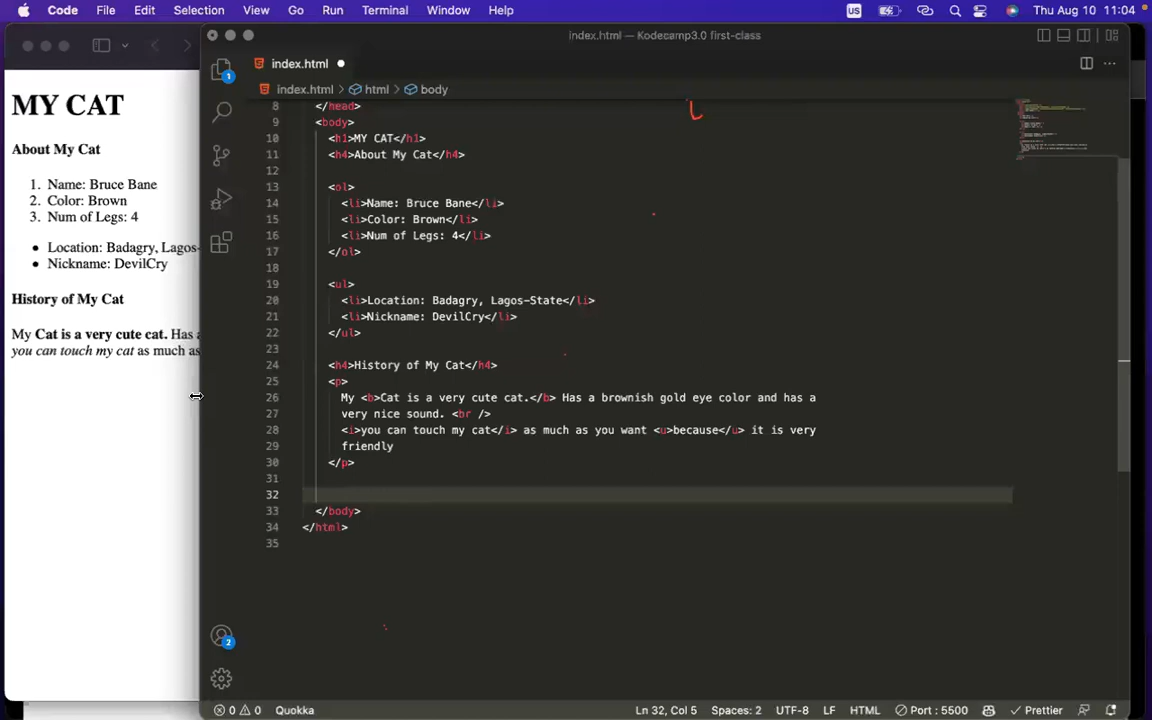 Code File Edit Selection View Go Run Terminal Window Help US Thu Aug 10 11:04
index.html — Kodecamp3.0 first-class
index.html
index.html > html > body
MY CAT
About My Cat
1. Name: Bruce Bane
2. Color: Brown
3. Num of Legs: 4
• Location: Badagry, Lagos-
• Nickname: DevilCry
History of My Cat
My Cat is a very cute cat. Has a
you can touch my cat as much as
1
2
8 </head>
9 <body>
10 <h1>MY CAT</h1>
11 <h4>About My Cat</h4>
12
13 <ol>
14 <li>Name: Bruce Bane</li>
15 <li>Color: Brown</li>
16 <li>Num of Legs: 4</li>
17 </ol>
18
19 <ul>
20 <li>Location: Badagry, Lagos-State</li>
21 <li>Nickname: DevilCry</li>
22 </ul>
23
24 <h4>History of My Cat</h4>
25 <p>
26 My <b>Cat is a very cute cat.</b> Has a brownish gold eye color and has a
27 very nice sound. <br />
28 <i>you can touch my cat</i> as much as you want <u>because</u> it is very
29 friendly
30 </p>
31
32
33 </body>
34 </html>
35
0 0 Quokka Ln 32, Col 5 Spaces: 2 UTF-8 LF HTML Port : 5500 Prettier